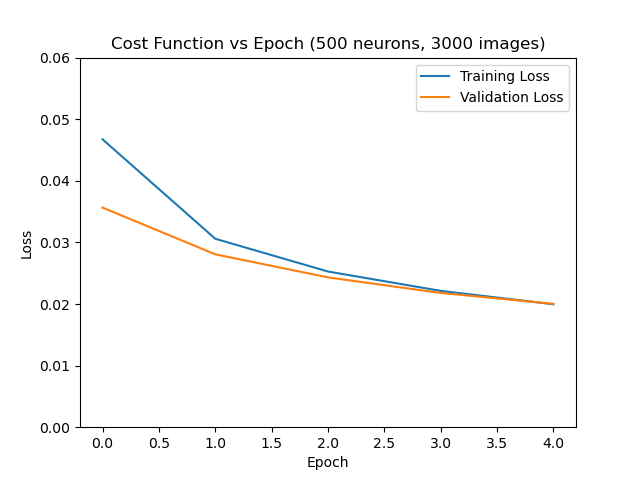 Cost Function vs Epoch (500 neurons, 3000 images)
0.06
Training Loss
Validation Loss
0.05
0.04
0.03
Loss
0.02
0.01
0.00
0.0 0.5 1.0 1.5 2.0 2.5 3.0 3.5 4.0
Epoch